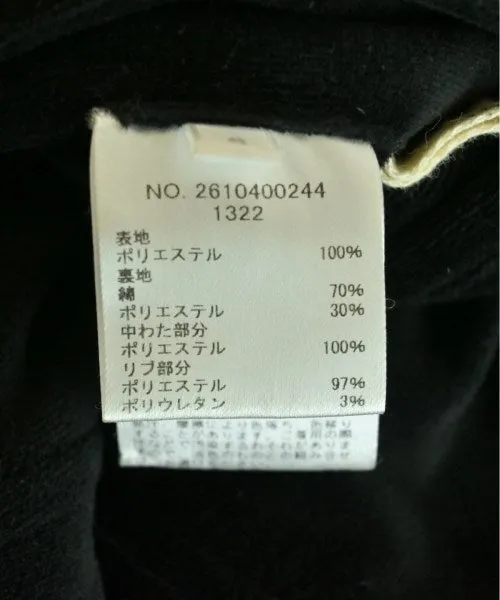 NO. 2610400244
1322
表地
ポリエステル 100%
裏地
綿 70%
ポリエステル 30%
中わた部分
ポリエステル 100%
リブ部分
ポリエステル 97%
ポリウレタン 3%